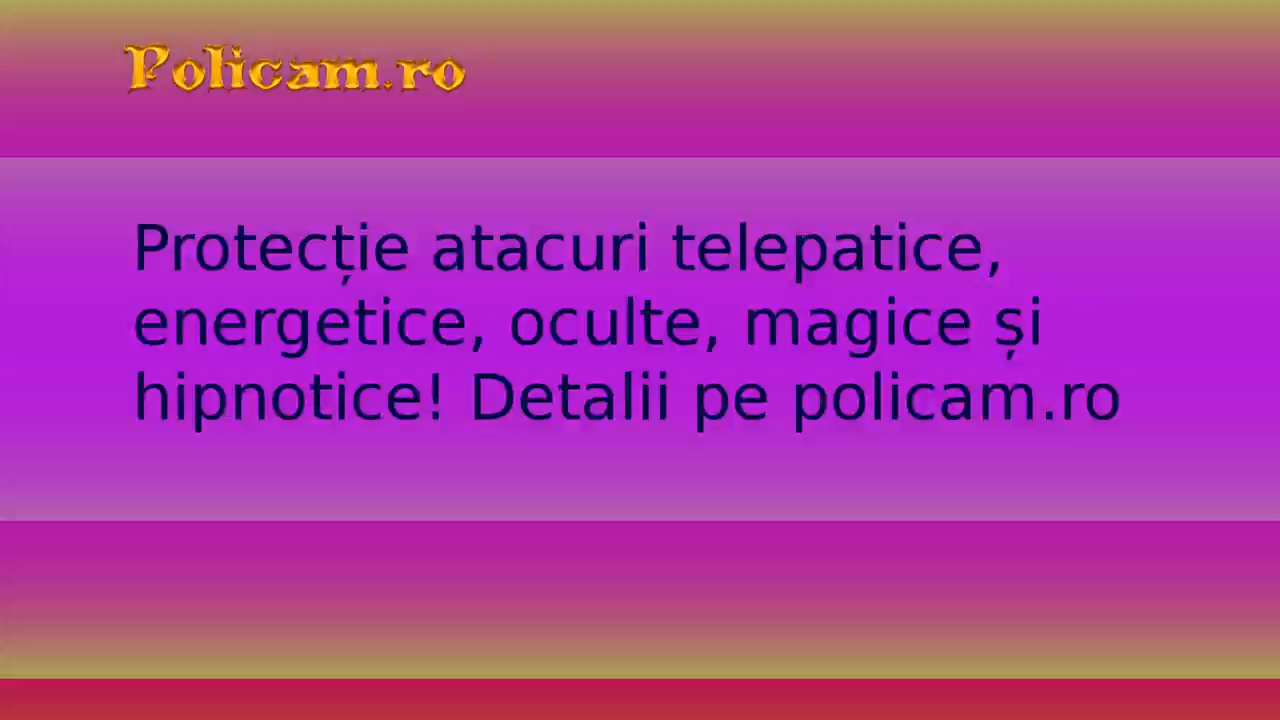 Policam.ro
Protecție atacuri telepatice,
energetice, oculte, magice și
hipnotice! Detalii pe policam.ro